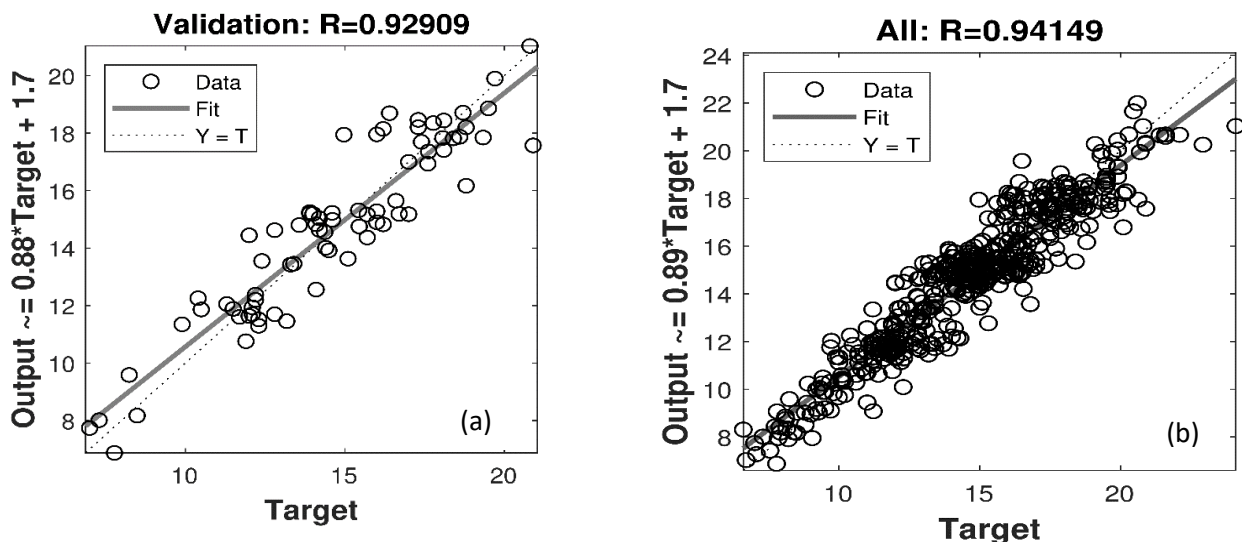 Validation: R=0.92909
Output ~= 0.88*Target + 1.7
20
18
16
14
12
10
8
Data
Fit
Y = T
(a)
10
15
20
Target
All: R=0.94149
Output ~= 0.89*Target + 1.7
24
22
20
18
16
14
12
10
8
Data
Fit
Y = T
(b)
10
15
20
Target